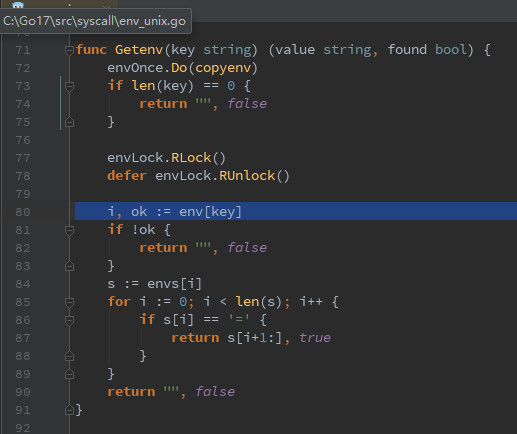 C:\Go17\src\syscall\env_unix.go
71 func Getenv(key string) (value string, found bool) {
72 envOnce.Do(copyenv)
73 if len(key) == 0 {
74 return "", false
75 }
76
77 envLock.RLock()
78 defer envLock.RUnlock()
79
80 i, ok := env[key]
81 if !ok {
82 return "", false
83 }
84 s := envs[i]
85 for i := 0; i < len(s); i++ {
86 if s[i] == '=' {
87 return s[i+1:], true
88 }
89 }
90 return "", false
91 }
92